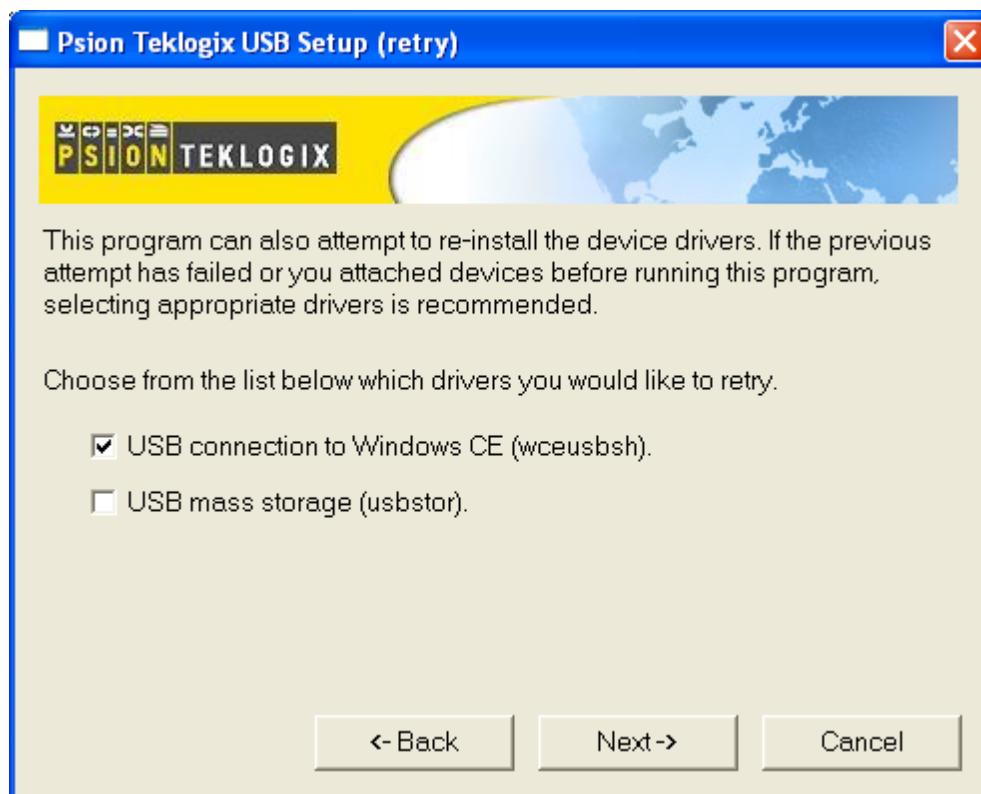 Psion Teklogix USB Setup (retry)
PSION TEKLOGIX
This program can also attempt to re-install the device drivers. If the previous
attempt has failed or you attached devices before running this program,
selecting appropriate drivers is recommended.
Choose from the list below which drivers you would like to retry.
USB connection to Windows CE (wceusbsh).
USB mass storage (usbstor).
<- Back
Next ->
Cancel